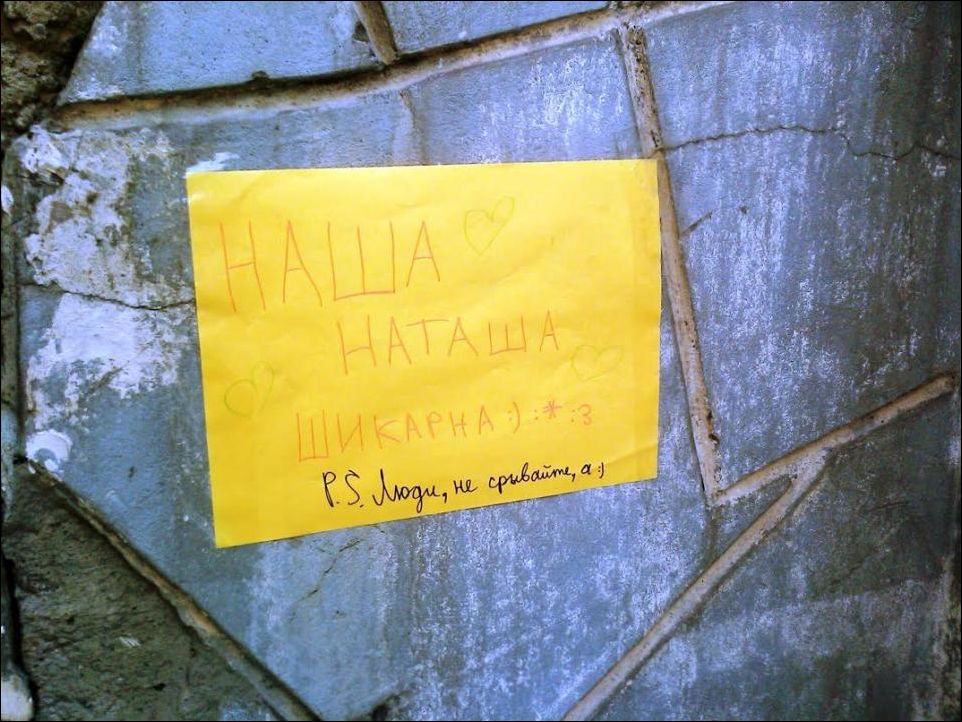 НАША
НАТАША
ШИКАРНА :) :* :3
P.S. Люди, не срывайте, а :)